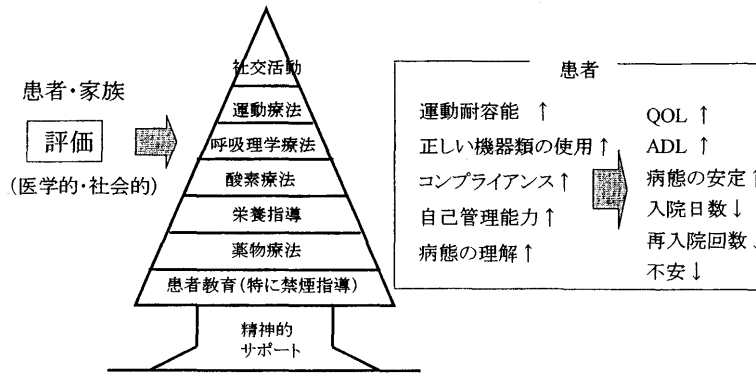 患者・家族
評価
(医学的・社会的)
社交活動
運動療法
呼吸理学療法
酸素療法
栄養指導
薬物療法
患者教育(特に禁煙指導)
精神的
サポート
患者
運動耐容能 ↑
正しい機器類の使用 ↑
コンプライアンス ↑
自己管理能力 ↑
病態の理解 ↑
QOL ↑
ADL ↑
病態の安定 ↑
入院日数 ↓
再入院回数 ↓
不安 ↓